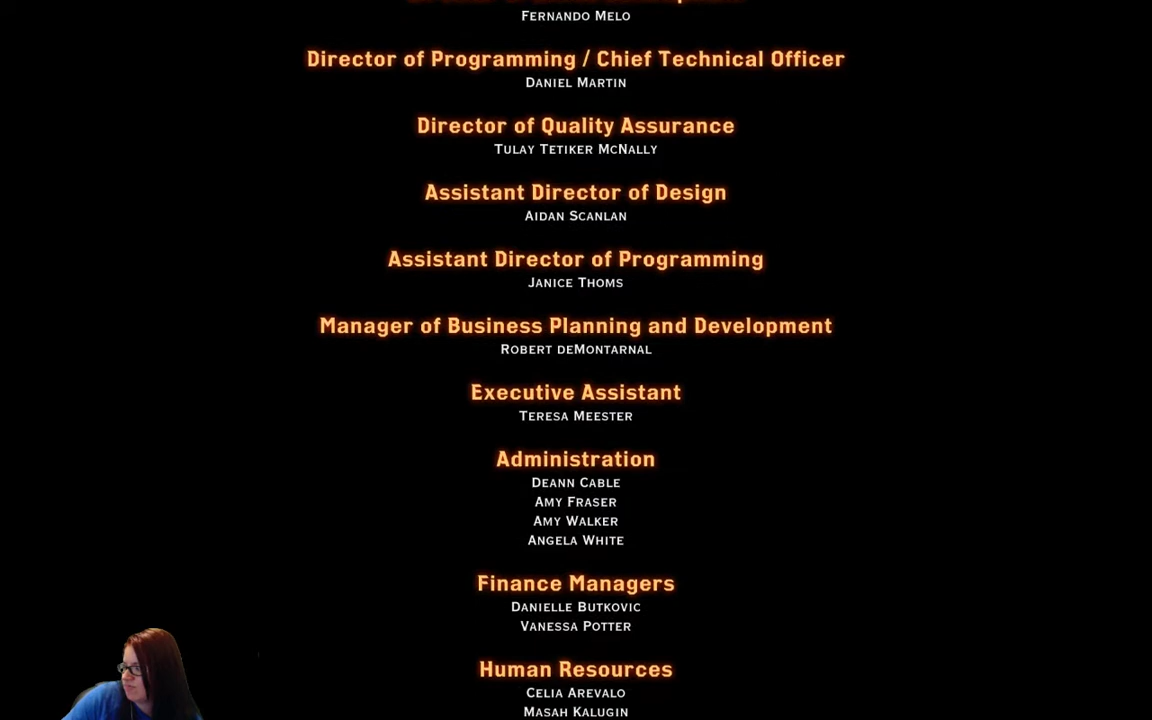 Fernando Melo
Director of Programming / Chief Technical Officer
Daniel Martin
Director of Quality Assurance
Tulay Tetiker McNally
Assistant Director of Design
Aidan Scanlan
Assistant Director of Programming
Janice Thoms
Manager of Business Planning and Development
Robert deMontarnal
Executive Assistant
Teresa Meester
Administration
Deann Cable
Amy Fraser
Amy Walker
Angela White
Finance Managers
Danielle Butkovic
Vanessa Potter
Human Resources
Celia Arevalo
Masah Kalugin